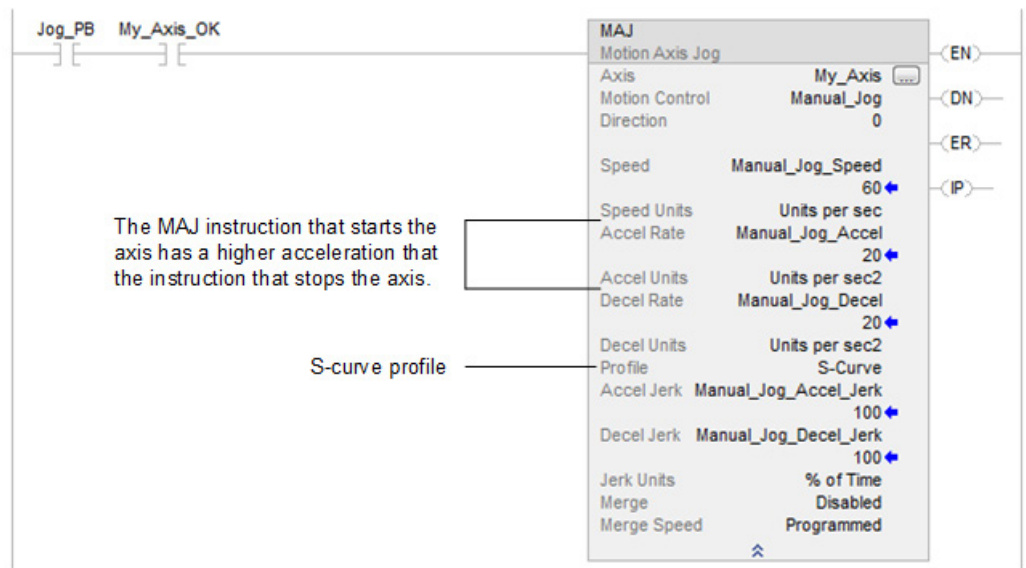 Jog_PB My_Axis_OK
MAJ
Motion Axis Jog
Axis My_Axis ...
Motion Control Manual_Jog
Direction 0
Speed Manual_Jog_Speed
60
Speed Units Units per sec
Accel Rate Manual_Jog_Accel
20
Accel Units Units per sec2
Decel Rate Manual_Jog_Decel
20
Decel Units Units per sec2
Profile S-Curve
Accel Jerk Manual_Jog_Accel_Jerk
100
Decel Jerk Manual_Jog_Decel_Jerk
100
Jerk Units % of Time
Merge Disabled
Merge Speed Programmed
EN
DN
ER
IP
The MAJ instruction that starts the
axis has a higher acceleration that
the instruction that stops the axis.
S-curve profile